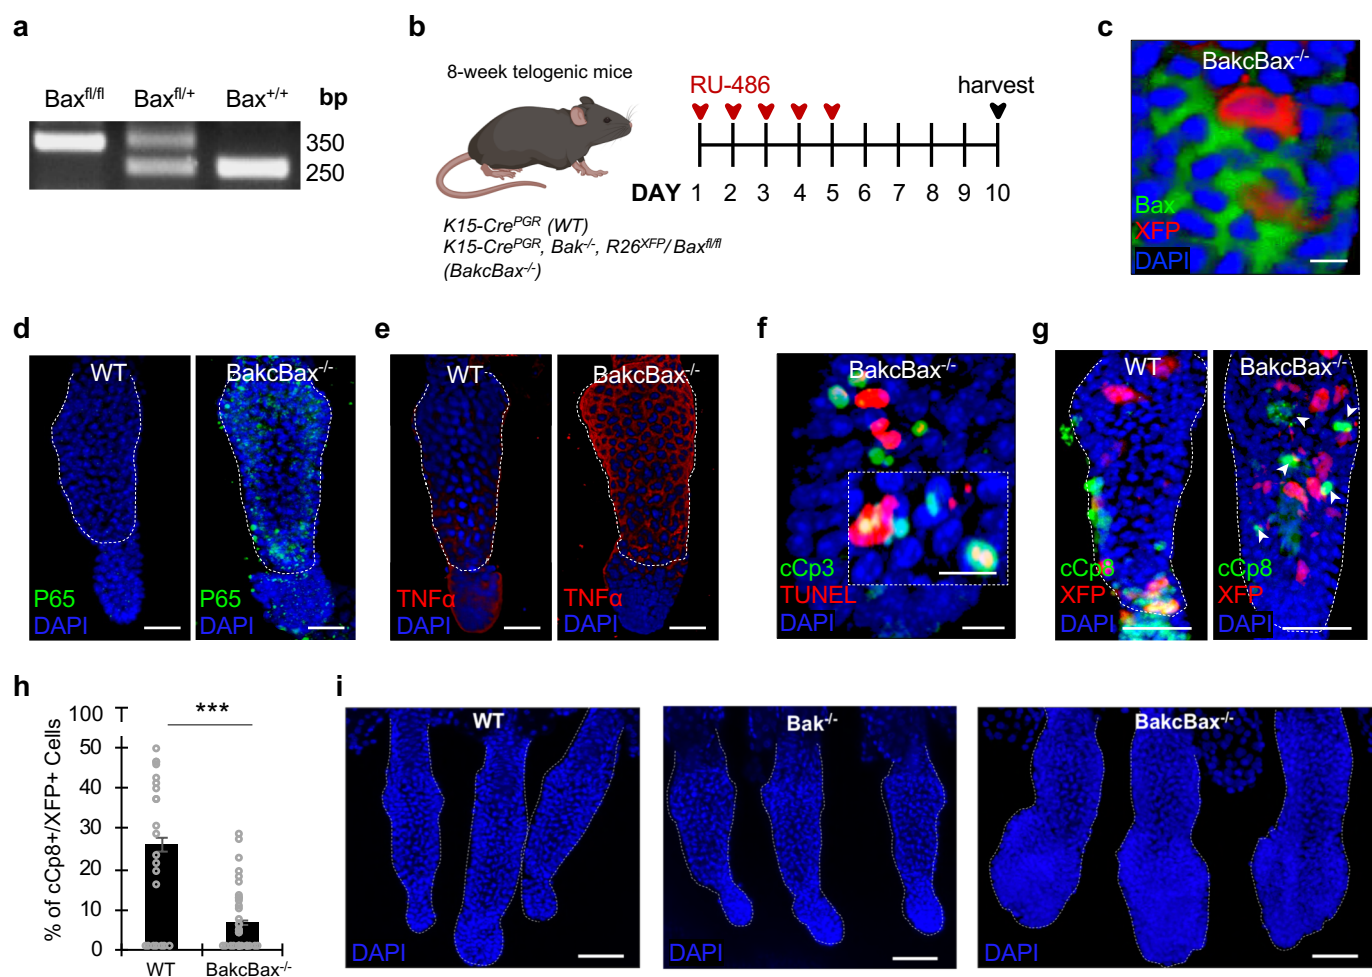 a
Bax^fl/fl Bax^fl/+ Bax^+/+ bp
350
250
b
8-week telogenic mice
RU-486 harvest
DAY 1 2 3 4 5 6 7 8 9 10
K15-Cre^PGR (WT)
K15-Cre^PGR, Bak^-/-, R26^XFP/Bax^fl/fl
(BakcBax^-/-)
c
BakcBax^-/-
Bax
XFP
DAPI
d
WT BakcBax^-/-
P65 P65
DAPI DAPI
e
WT BakcBax^-/-
TNFα TNFα
DAPI DAPI
f
BakcBax^-/-
cCp3
TUNEL
DAPI
g
WT BakcBax^-/-
cCp8 cCp8
XFP XFP
DAPI DAPI
h
% of cCp8+/XFP+ Cells
100
50
40
30
20
10
0
***
WT BakcBax^-/-
i
WT Bak^-/- BakcBax^-/-
DAPI DAPI DAPI